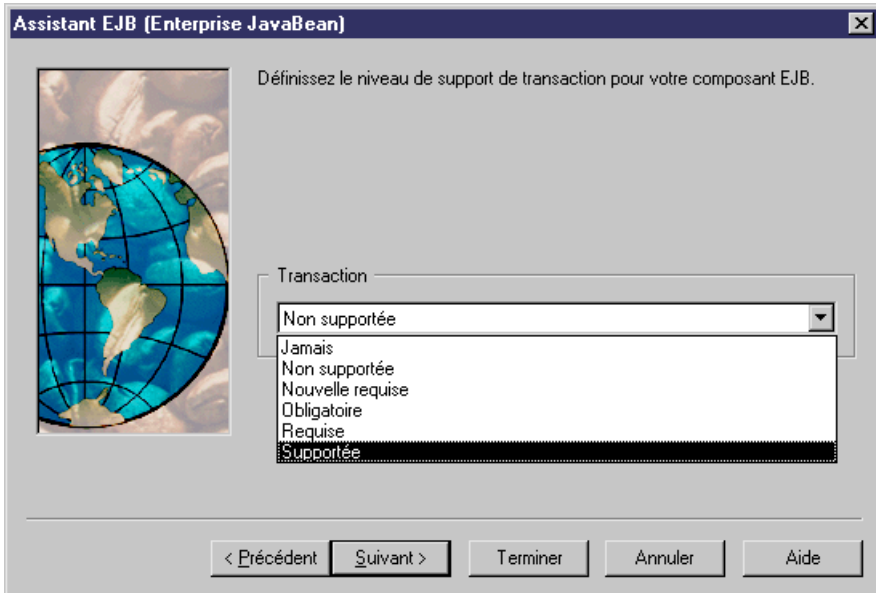 Assistant EJB (Enterprise JavaBean)
Définissez le niveau de support de transaction pour votre composant EJB.
Transaction
Non supportée
Jamais
Non supportée
Nouvelle requise
Obligatoire
Requise
Supportée
< Précédent
Suivant >
Terminer
Annuler
Aide